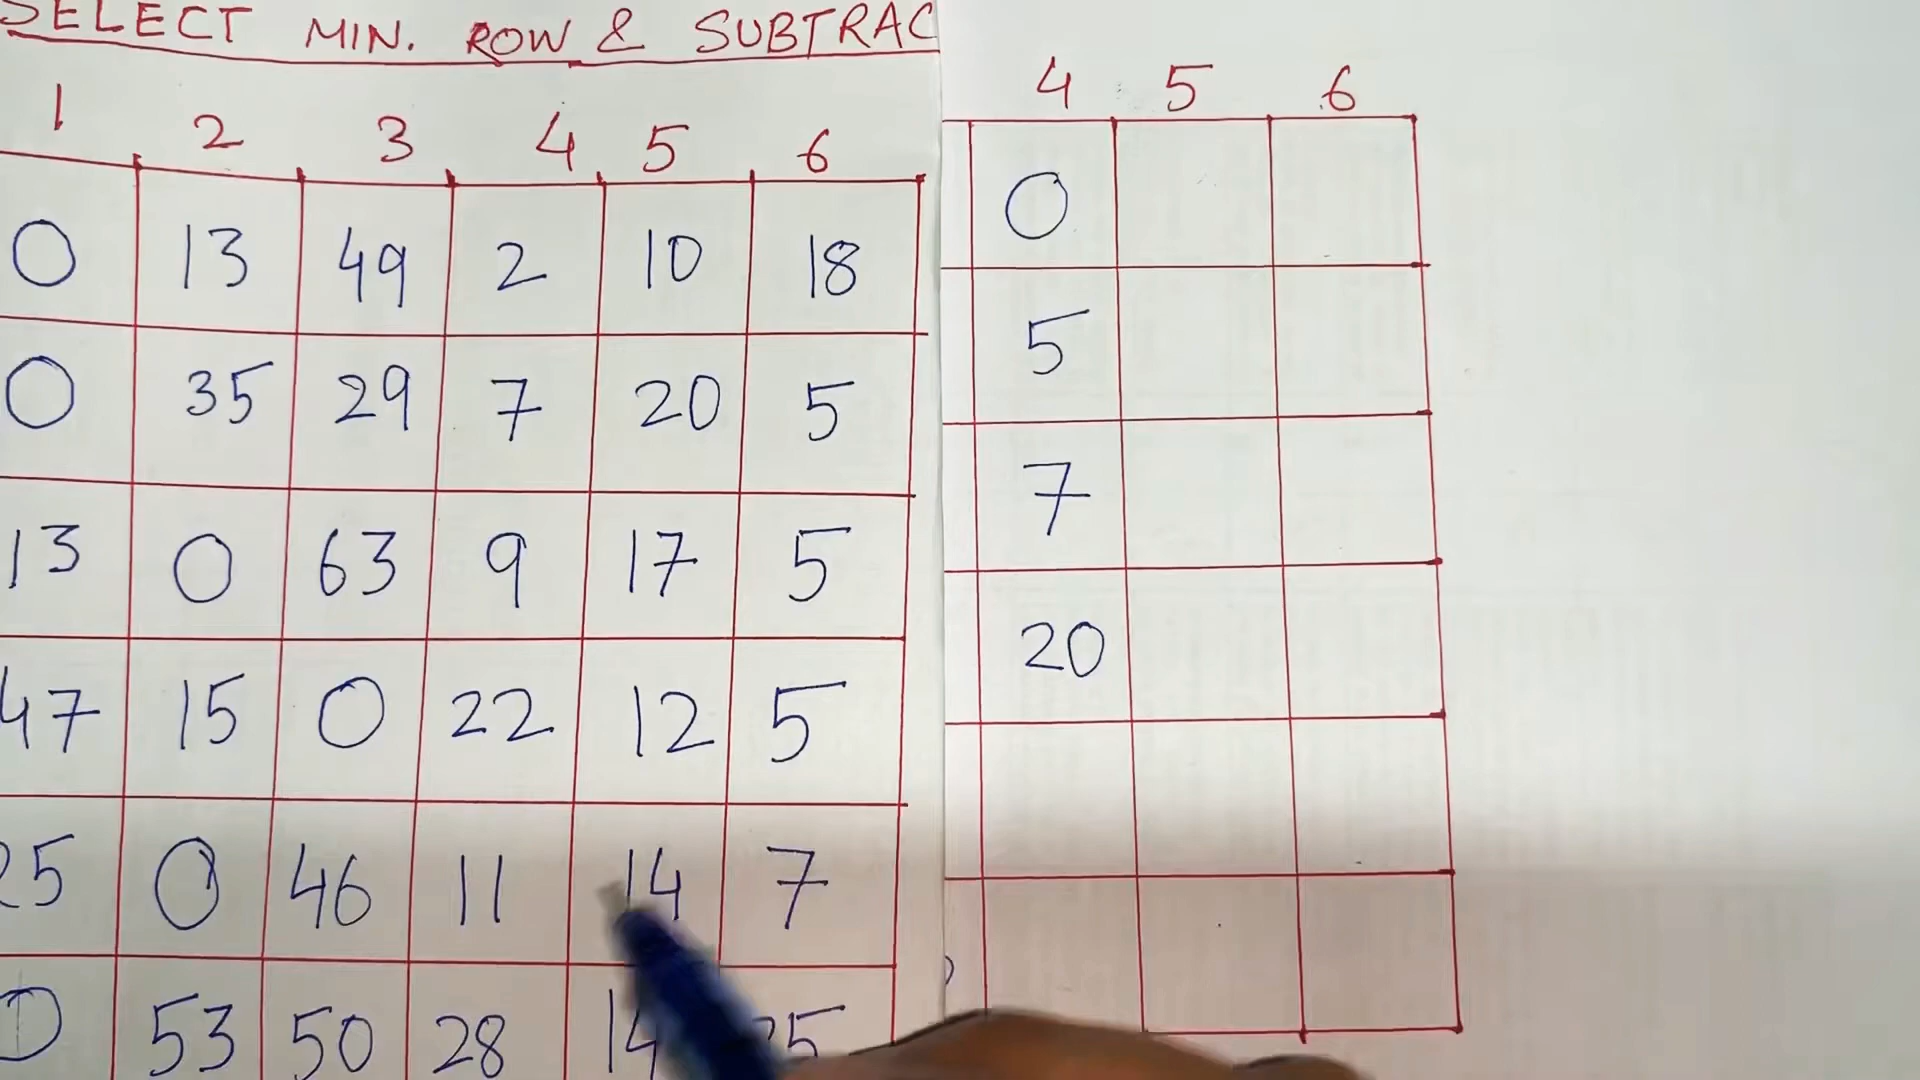 SELECT MIN. ROW & SUBTRAC
1 2 3 4 5 6
0 13 49 2 10 18
0 35 29 7 20 5
13 0 63 9 17 5
47 15 0 22 12 5
25 0 46 11 14 7
0 53 50 28 14
4 5 6
0
5
7
20